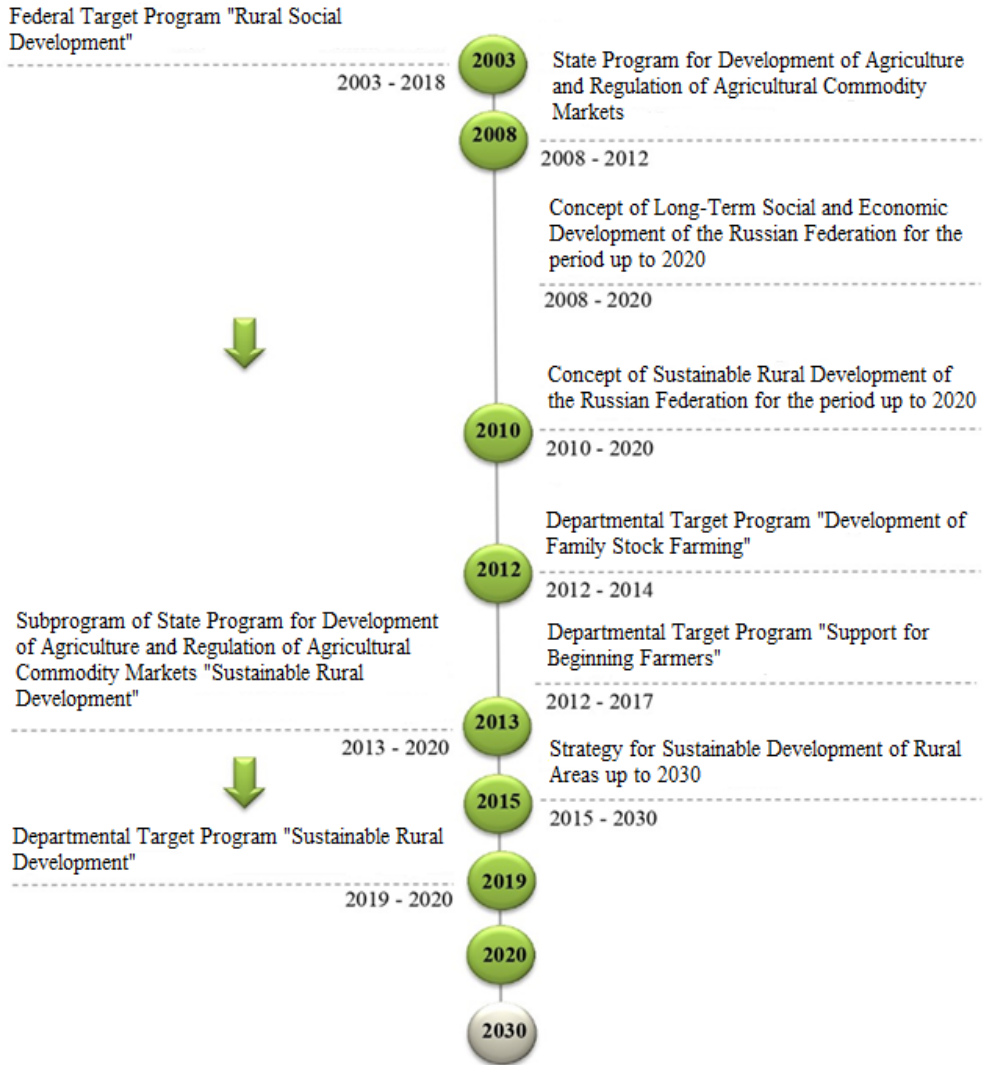 Federal Target Program "Rural Social
Development"
2003 - 2018
2003
State Program for Development of Agriculture
and Regulation of Agricultural Commodity
Markets
2008
2008 - 2012
Concept of Long-Term Social and Economic
Development of the Russian Federation for the
period up to 2020
2008 - 2020
Concept of Sustainable Rural Development of
the Russian Federation for the period up to 2020
2010
2010 - 2020
Departmental Target Program "Development of
Family Stock Farming"
2012
2012 - 2014
Subprogram of State Program for Development
of Agriculture and Regulation of Agricultural
Commodity Markets "Sustainable Rural
Development"
2013 - 2020
Departmental Target Program "Support for
Beginning Farmers"
2012 - 2017
2013
Strategy for Sustainable Development of Rural
Areas up to 2030
2015
2015 - 2030
Departmental Target Program "Sustainable Rural
Development"
2019 - 2020
2019
2020
2030